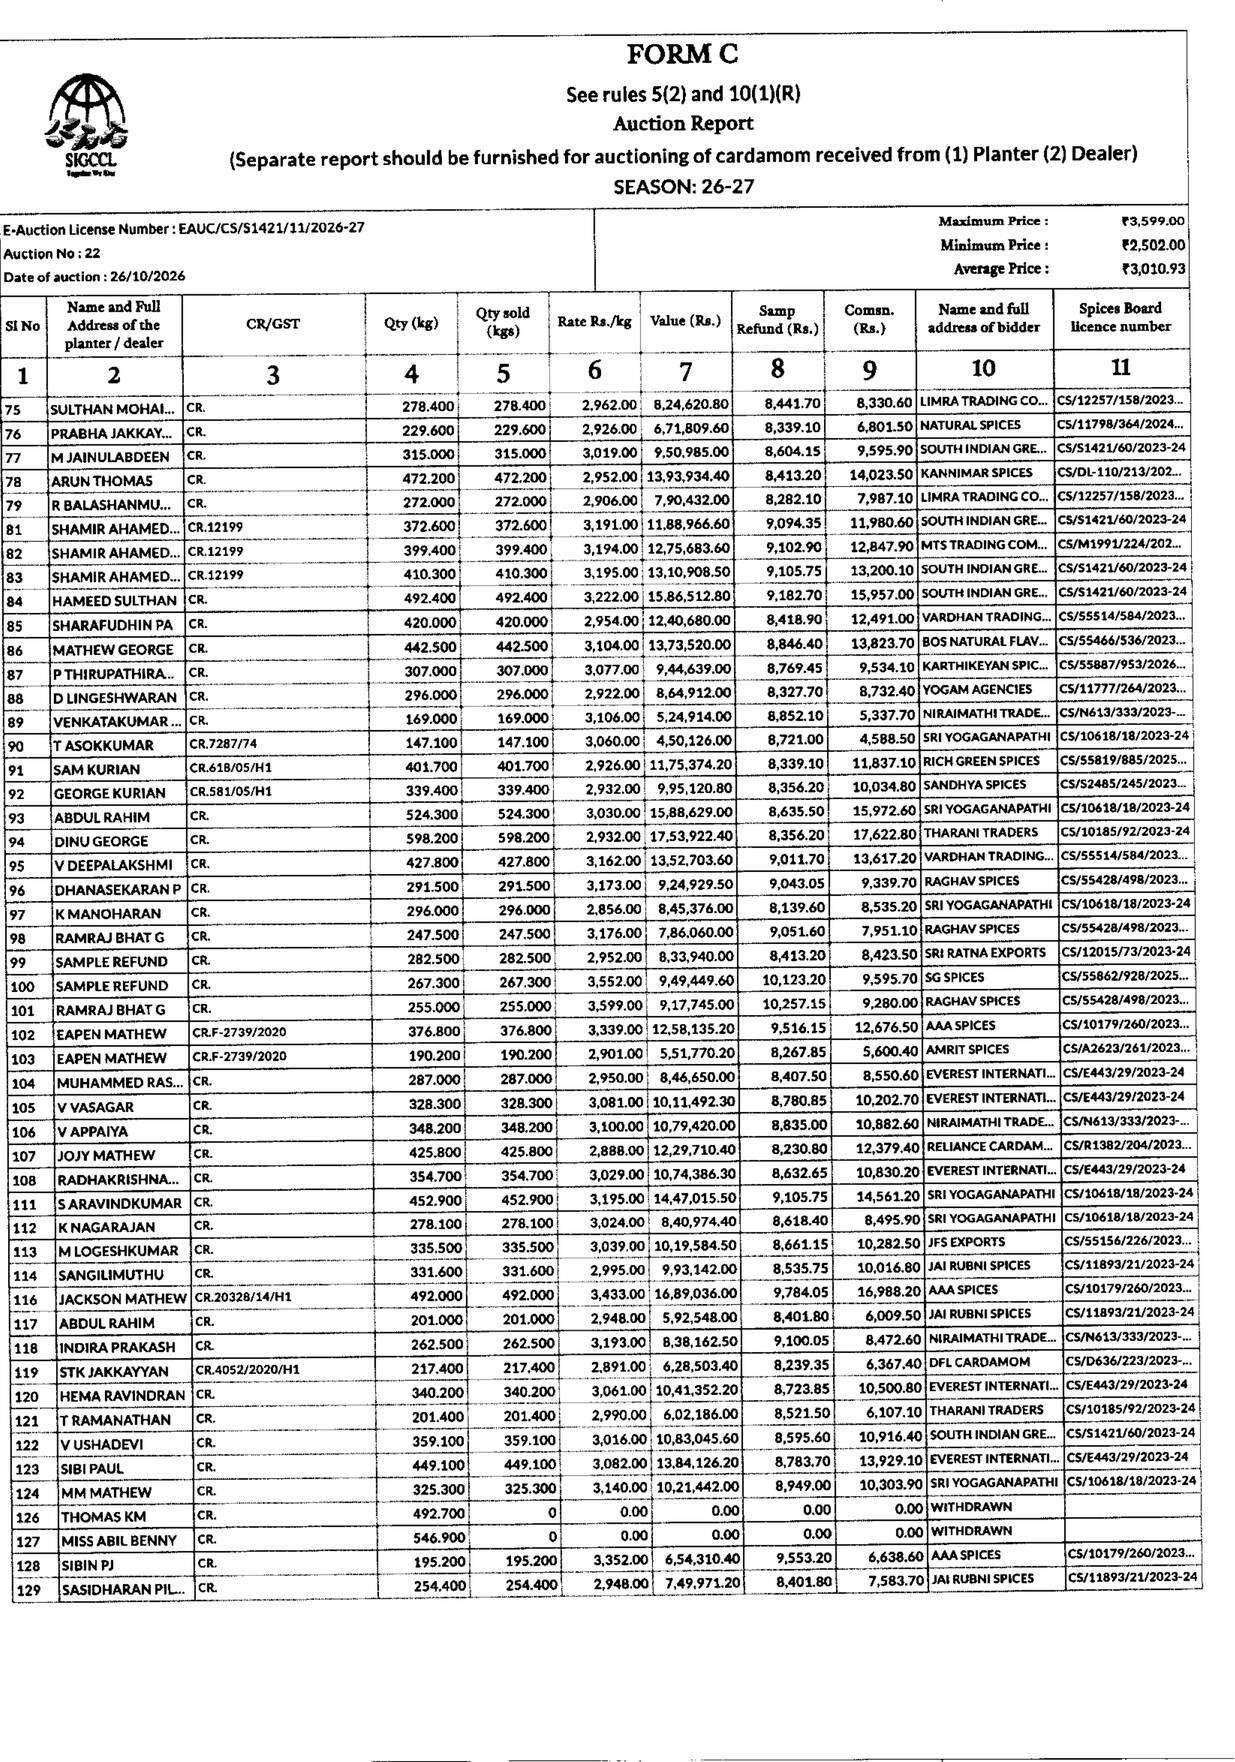 FORM C
See rules 5(2) and 10(1)(R)
Auction Report
(Separate report should be furnished for auctioning of cardamom received from (1) Planter (2) Dealer)
SEASON: 26-27
SIGCCL
E-Auction License Number : EAUC/CS/S1421/11/2026-27
Auction No : 22
Date of auction : 26/10/2026
Maximum Price : ₹3,599.00
Minimum Price : ₹2,502.00
Average Price : ₹3,010.93
Sl No Name and Full Address of the planter / dealer CR/GST Qty (kg) Qty sold (kgs) Rate Rs./kg Value (Rs.) Samp Refund (Rs.) Comsn. (Rs.) Name and full address of bidder Spices Board licence number
1 2 3 4 5 6 7 8 9 10 11
75 SULTHAN MOHAI... CR. 278.400 278.400 2,962.00 8,24,620.80 8,441.70 8,330.60 LIMRA TRADING CO... CS/12257/158/2023...
76 PRABHA JAKKAY... CR. 229.600 229.600 2,926.00 6,71,809.60 8,339.10 6,801.50 NATURAL SPICES CS/11798/364/2024...
77 M JAINULABDEEN CR. 315.000 315.000 3,019.00 9,50,985.00 8,604.15 9,595.90 SOUTH INDIAN GRE... CS/S1421/60/2023-24
78 ARUN THOMAS CR. 472.200 472.200 2,952.00 13,93,934.40 8,413.20 14,023.50 KANNIMAR SPICES CS/DL-110/213/202...
79 R BALASHANMU... CR. 272.000 272.000 2,906.00 7,90,432.00 8,282.10 7,987.10 LIMRA TRADING CO... CS/12257/158/2023...
81 SHAMIR AHAMED... CR.12199 372.600 372.600 3,191.00 11,88,966.60 9,094.35 11,980.60 SOUTH INDIAN GRE... CS/S1421/60/2023-24
82 SHAMIR AHAMED... CR.12199 399.400 399.400 3,194.00 12,75,683.60 9,102.90 12,847.90 MTS TRADING COM... CS/M1991/224/202...
83 SHAMIR AHAMED... CR.12199 410.300 410.300 3,195.00 13,10,908.50 9,105.75 13,200.10 SOUTH INDIAN GRE... CS/S1421/60/2023-24
84 HAMEED SULTHAN CR. 492.400 492.400 3,222.00 15,86,512.80 9,182.70 15,957.00 SOUTH INDIAN GRE... CS/S1421/60/2023-24
85 SHARAFUDHIN PA CR. 420.000 420.000 2,954.00 12,40,680.00 8,418.90 12,491.00 VARDHAN TRADING... CS/55514/584/2023...
86 MATHEW GEORGE CR. 442.500 442.500 3,104.00 13,73,520.00 8,846.40 13,823.70 BOS NATURAL FLAV... CS/55466/536/2023...
87 P THIRUPATHIRA... CR. 307.000 307.000 3,077.00 9,44,639.00 8,769.45 9,534.10 KARTHIKEYAN SPIC... CS/55887/953/2026...
88 D LINGESHWARAN CR. 296.000 296.000 2,922.00 8,64,912.00 8,327.70 8,732.40 YOGAM AGENCIES CS/11777/264/2023...
89 VENKATAKUMAR ... CR. 169.000 169.000 3,106.00 5,24,914.00 8,852.10 5,337.70 NIRAIMATHI TRADE... CS/N613/333/2023-...
90 T ASOKKUMAR CR.7287/74 147.100 147.100 3,060.00 4,50,126.00 8,721.00 4,588.50 SRI YOGAGANAPATHI CS/10618/18/2023-24
91 SAM KURIAN CR.618/05/H1 401.700 401.700 2,926.00 11,75,374.20 8,339.10 11,837.10 RICH GREEN SPICES CS/55819/885/2025...
92 GEORGE KURIAN CR.581/05/H1 339.400 339.400 2,932.00 9,95,120.80 8,356.20 10,034.80 SANDHYA SPICES CS/S2485/245/2023...
93 ABDUL RAHIM CR. 524.300 524.300 3,030.00 15,88,629.00 8,635.50 15,972.60 SRI YOGAGANAPATHI CS/10618/18/2023-24
94 DINU GEORGE CR. 598.200 598.200 2,932.00 17,53,922.40 8,356.20 17,622.80 THARANI TRADERS CS/10185/92/2023-24
95 V DEEPALAKSHMI CR. 427.800 427.800 3,162.00 13,52,703.60 9,011.70 13,617.20 VARDHAN TRADING... CS/55514/584/2023...
96 DHANASEKARAN P CR. 291.500 291.500 3,173.00 9,24,929.50 9,043.05 9,339.70 RAGHAV SPICES CS/55428/498/2023...
97 K MANOHARAN CR. 296.000 296.000 2,856.00 8,45,376.00 8,139.60 8,535.20 SRI YOGAGANAPATHI CS/10618/18/2023-24
98 RAMRAJ BHAT G CR. 247.500 247.500 3,176.00 7,86,060.00 9,051.60 7,951.10 RAGHAV SPICES CS/55428/498/2023...
99 SAMPLE REFUND CR. 282.500 282.500 2,952.00 8,33,940.00 8,413.20 8,423.50 SRI RATNA EXPORTS CS/12015/73/2023-24
100 SAMPLE REFUND CR. 267.300 267.300 3,552.00 9,49,449.60 10,123.20 9,595.70 SG SPICES CS/55862/928/2025...
101 RAMRAJ BHAT G CR. 255.000 255.000 3,599.00 9,17,745.00 10,257.15 9,280.00 RAGHAV SPICES CS/55428/498/2023...
102 EAPEN MATHEW CR.F-2739/2020 376.800 376.800 3,339.00 12,58,135.20 9,516.15 12,676.50 AAA SPICES CS/10179/260/2023...
103 EAPEN MATHEW CR.F-2739/2020 190.200 190.200 2,901.00 5,51,770.20 8,267.85 5,600.40 AMRIT SPICES CS/A2623/261/2023...
104 MUHAMMED RAS... CR. 287.000 287.000 2,950.00 8,46,650.00 8,407.50 8,550.60 EVEREST INTERNATI... CS/E443/29/2023-24
105 V VASAGAR CR. 328.300 328.300 3,081.00 10,11,492.30 8,780.85 10,202.70 EVEREST INTERNATI... CS/E443/29/2023-24
106 V APPAIYA CR. 348.200 348.200 3,100.00 10,79,420.00 8,835.00 10,882.60 NIRAIMATHI TRADE... CS/N613/333/2023-...
107 JOJY MATHEW CR. 425.800 425.800 2,888.00 12,29,710.40 8,230.80 12,379.40 RELIANCE CARDAM... CS/R1382/204/2023...
108 RADHAKRISHNA... CR. 354.700 354.700 3,029.00 10,74,386.30 8,632.65 10,830.20 EVEREST INTERNATI... CS/E443/29/2023-24
111 S ARAVINDKUMAR CR. 452.900 452.900 3,195.00 14,47,015.50 9,105.75 14,561.20 SRI YOGAGANAPATHI CS/10618/18/2023-24
112 K NAGARAJAN CR. 278.100 278.100 3,024.00 8,40,974.40 8,618.40 8,495.90 SRI YOGAGANAPATHI CS/10618/18/2023-24
113 M LOGESHKUMAR CR. 335.500 335.500 3,039.00 10,19,584.50 8,661.15 10,282.50 JFS EXPORTS CS/55156/226/2023...
114 SANGILIMUTHU CR. 331.600 331.600 2,995.00 9,93,142.00 8,535.75 10,016.80 JAI RUBNI SPICES CS/11893/21/2023-24
116 JACKSON MATHEW CR.20328/14/H1 492.000 492.000 3,433.00 16,89,036.00 9,784.05 16,988.20 AAA SPICES CS/10179/260/2023...
117 ABDUL RAHIM CR. 201.000 201.000 2,948.00 5,92,548.00 8,401.80 6,009.50 JAI RUBNI SPICES CS/11893/21/2023-24
118 INDIRA PRAKASH CR. 262.500 262.500 3,193.00 8,38,162.50 9,100.05 8,472.60 NIRAIMATHI TRADE... CS/N613/333/2023-...
119 STK JAKKAYYAN CR.4052/2020/H1 217.400 217.400 2,891.00 6,28,503.40 8,239.35 6,367.40 DFL CARDAMOM CS/D636/223/2023-...
120 HEMA RAVINDRAN CR. 340.200 340.200 3,061.00 10,41,352.20 8,723.85 10,500.80 EVEREST INTERNATI... CS/E443/29/2023-24
121 T RAMANATHAN CR. 201.400 201.400 2,990.00 6,02,186.00 8,521.50 6,107.10 THARANI TRADERS CS/10185/92/2023-24
122 V USHADEVI CR. 359.100 359.100 3,016.00 10,83,045.60 8,595.60 10,916.40 SOUTH INDIAN GRE... CS/S1421/60/2023-24
123 SIBI PAUL CR. 449.100 449.100 3,082.00 13,84,126.20 8,783.70 13,929.10 EVEREST INTERNATI... CS/E443/29/2023-24
124 MM MATHEW CR. 325.300 325.300 3,140.00 10,21,442.00 8,949.00 10,303.90 SRI YOGAGANAPATHI CS/10618/18/2023-24
126 THOMAS KM CR. 492.700 0 0.00 0.00 0.00 0.00 WITHDRAWN
127 MISS ABIL BENNY CR. 546.900 0 0.00 0.00 0.00 0.00 WITHDRAWN
128 SIBIN PJ CR. 195.200 195.200 3,352.00 6,54,310.40 9,553.20 6,638.60 AAA SPICES CS/10179/260/2023...
129 SASIDHARAN PIL... CR. 254.400 254.400 2,948.00 7,49,971.20 8,401.80 7,583.70 JAI RUBNI SPICES CS/11893/21/2023-24